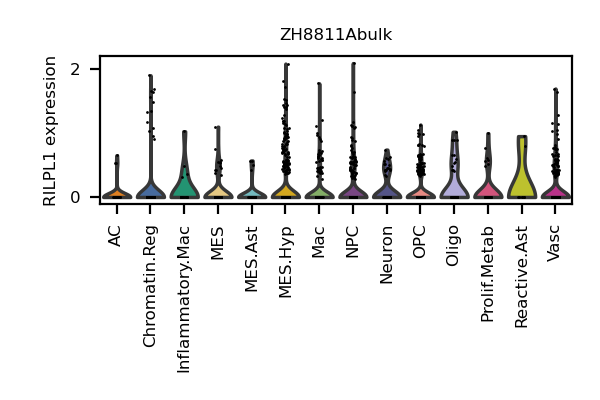 ZH8811Abulk
RILPL1 expression
2
0
AC
Chromatin.Reg
Inflammatory.Mac
MES
MES.Ast
MES.Hyp
Mac
NPC
Neuron
OPC
Oligo
Prolif.Metab
Reactive.Ast
Vasc